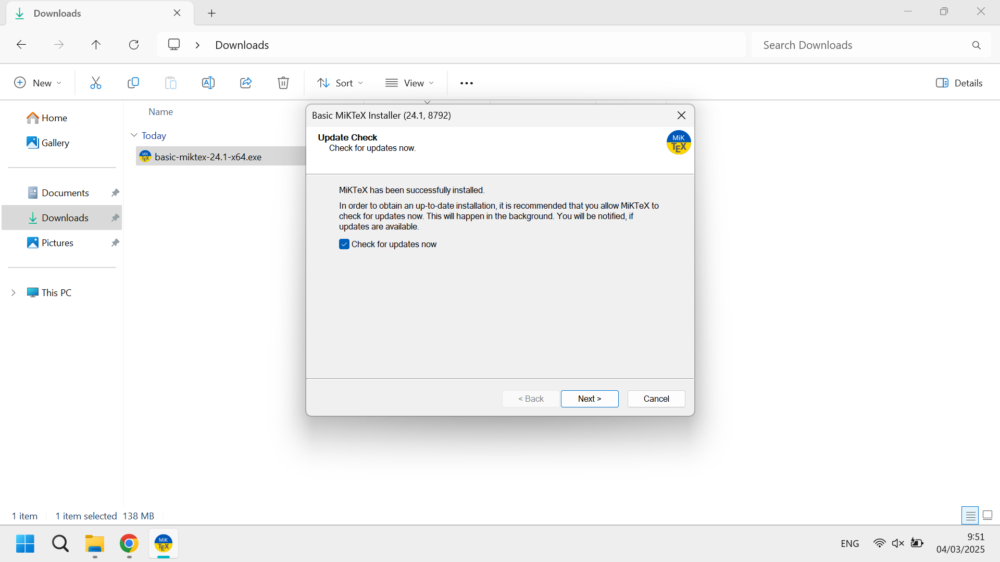 Downloads
Downloads
Search Downloads
New
Sort
View
Details
Home
Gallery
Documents
Downloads
Pictures
This PC
Name
Today
basic-miktex-24.1-x64.exe
Basic MiKTeX Installer (24.1, 8792)
Update Check
Check for updates now.
MiK
TEX
MiKTeX has been successfully installed.
In order to obtain an up-to-date installation, it is recommended that you allow MiKTeX to
check for updates now. This will happen in the background. You will be notified, if
updates are available.
Check for updates now
< Back
Next >
Cancel
1 item
1 item selected 138 MB
MiK
TEX
ENG
9:51
04/03/2025